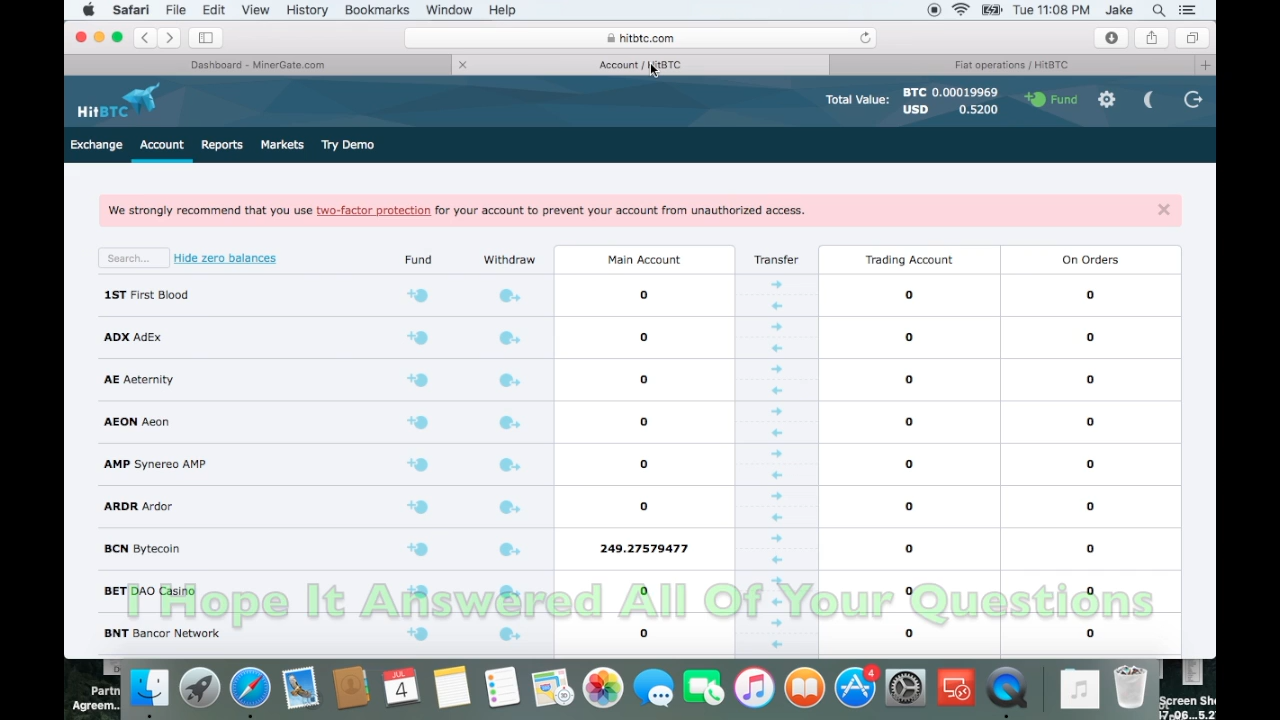 Safari File Edit View History Bookmarks Window Help Tue 11:08 PM Jake
hitbtc.com
Dashboard - MinerGate.com Account / HitBTC Fiat operations / HitBTC
HitBTC
Total Value: BTC 0.00019969 Fund
USD 0.5200
Exchange Account Reports Markets Try Demo
We strongly recommend that you use two-factor protection for your account to prevent your account from unauthorized access.
Search... Hide zero balances Fund Withdraw Main Account Transfer Trading Account On Orders
1ST First Blood 0 0 0
ADX AdEx 0 0 0
AE Aeternity 0 0 0
AEON Aeon 0 0 0
AMP Synereo AMP 0 0 0
ARDR Ardor 0 0 0
BCN Bytecoin 249.27579477 0 0
BET DAO Casino 0 0 0
I Hope It Answered All Of Your Questions
BNT Bancor Network 0 0 0
JUL
4
4
Partn
Agreem...
Screen Sho